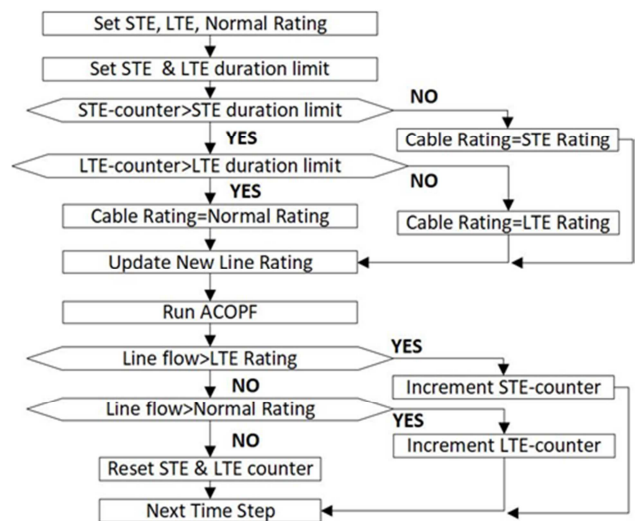 Set STE, LTE, Normal Rating
Set STE & LTE duration limit
STE-counter>STE duration limit
NO
YES
Cable Rating=STE Rating
LTE-counter>LTE duration limit
NO
YES
Cable Rating=Normal Rating
Cable Rating=LTE Rating
Update New Line Rating
Run ACOPF
Line flow>LTE Rating
YES
NO
Increment STE-counter
Line flow>Normal Rating
YES
NO
Increment LTE-counter
Reset STE & LTE counter
Next Time Step